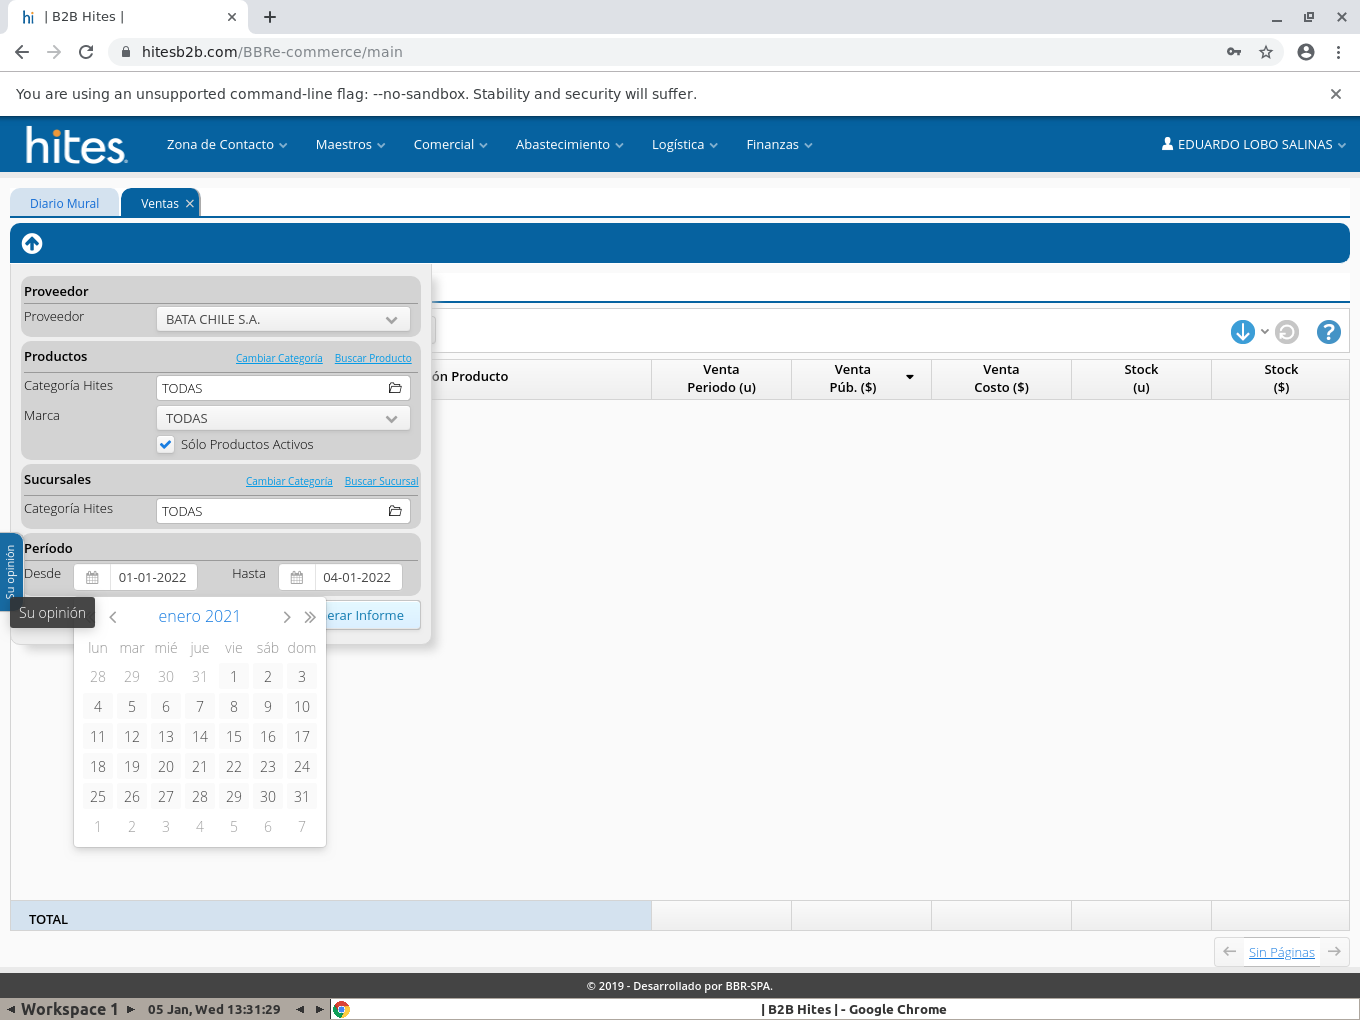 hi | B2B Hites |
hitesb2b.com/BBRe-commerce/main
You are using an unsupported command-line flag: --no-sandbox. Stability and security will suffer.
hites. Zona de Contacto Maestros Comercial Abastecimiento Logística Finanzas EDUARDO LOBO SALINAS
Diario Mural Ventas
Proveedor
Proveedor BATA CHILE S.A.
Productos Cambiar Categoría Buscar Producto
Categoría Hites TODAS
Marca TODAS
Sólo Productos Activos
Sucursales Cambiar Categoría Buscar Sucursal
Categoría Hites TODAS
Período
Desde 01-01-2022 Hasta 04-01-2022
erar Informe
Su opinión
Su opinión
enero 2021
lun mar mié jue vie sáb dom
28 29 30 31 1 2 3
4 5 6 7 8 9 10
11 12 13 14 15 16 17
18 19 20 21 22 23 24
25 26 27 28 29 30 31
1 2 3 4 5 6 7
ón Producto
Venta
Periodo (u)
Venta
Púb. ($)
Venta
Costo ($)
Stock
(u)
Stock
($)
TOTAL
Sin Páginas
© 2019 - Desarrollado por BBR-SPA.
Workspace 1 05 Jan, Wed 13:31:29 | B2B Hites | - Google Chrome